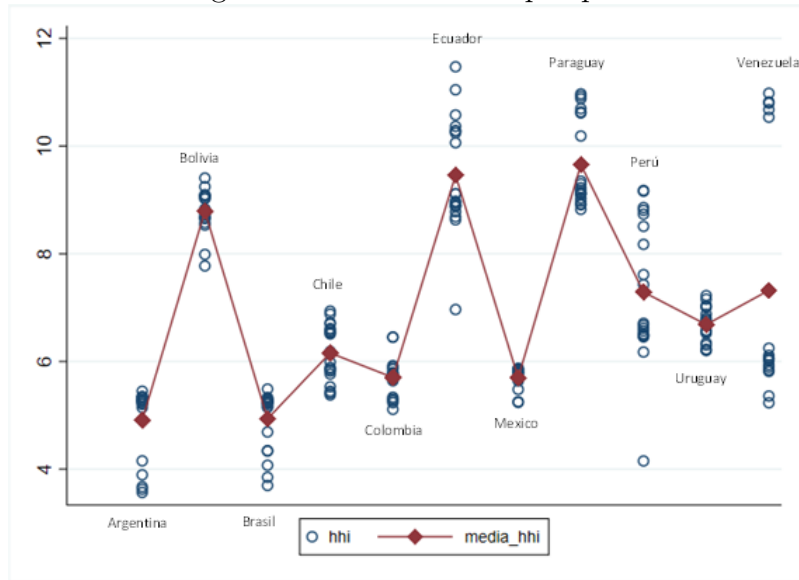 12
Ecuador
Paraguay
Venezuela
10
Bolivia
Perú
8
Chile
6
Uruguay
Colombia
Mexico
4
Argentina
Brasil
hhi
media_hhi